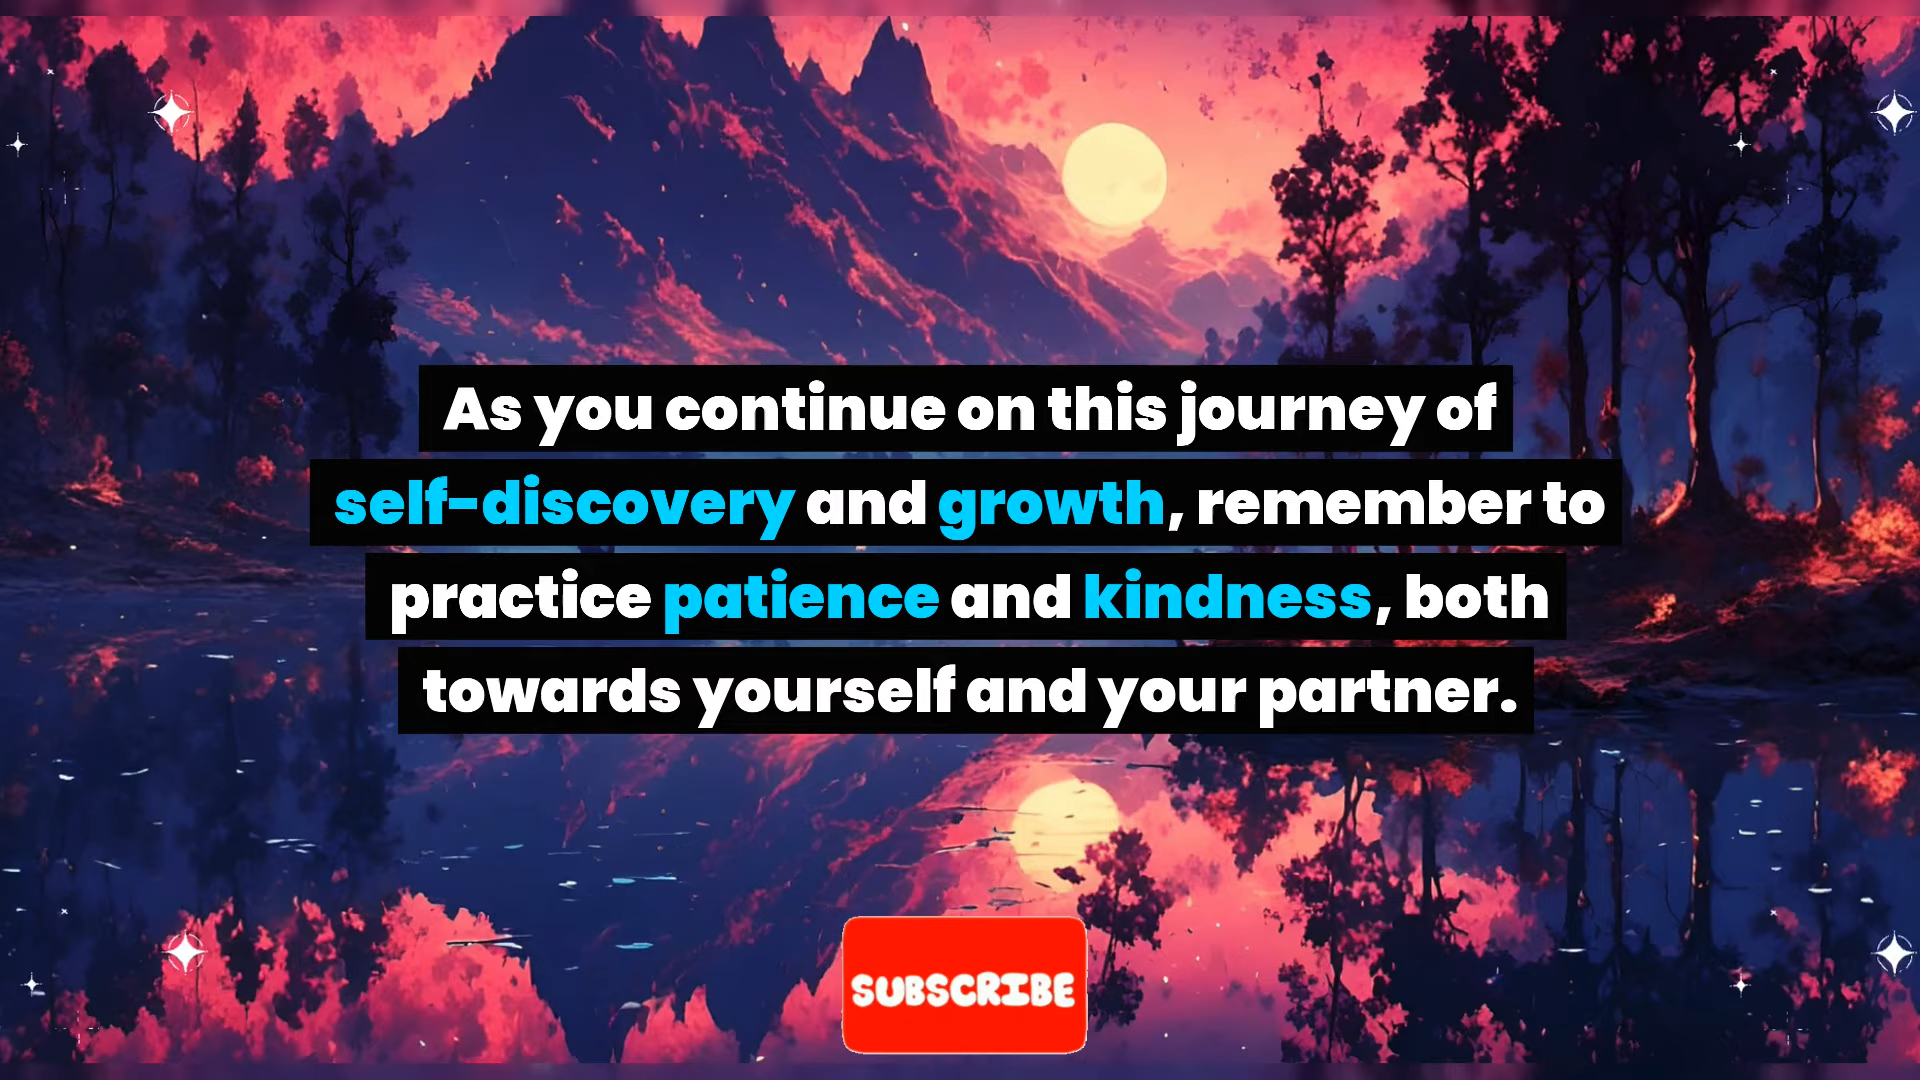 As you continue on this journey of
self-discovery and growth, remember to
practice patience and kindness, both
towards yourself and your partner.
SUBSCRIBE